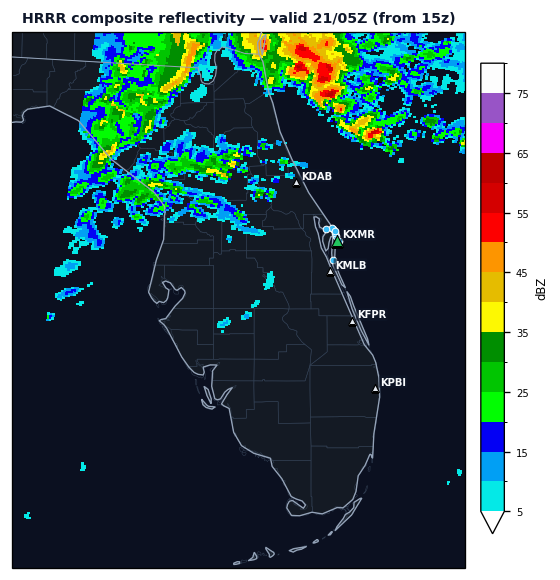 HRRR composite reflectivity — valid 21/05Z (from 15z)
KDAB
KXMR
KMLB
KFPR
KPBI
75
65
55
45
35
25
15
5
dBZ